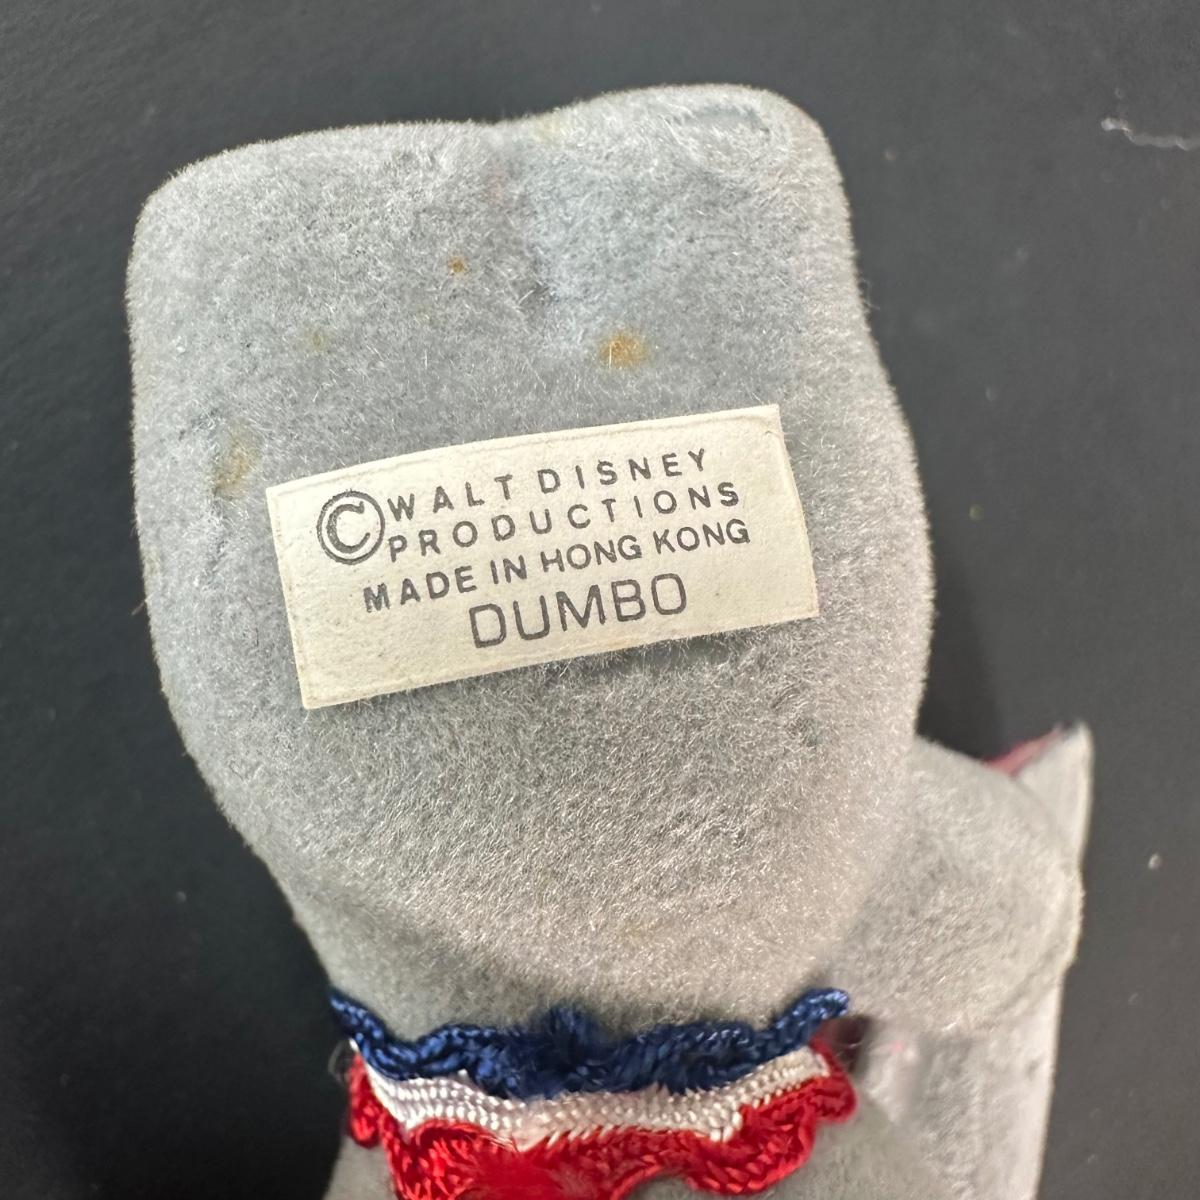 © WALT DISNEY
PRODUCTIONS
MADE IN HONG KONG
DUMBO